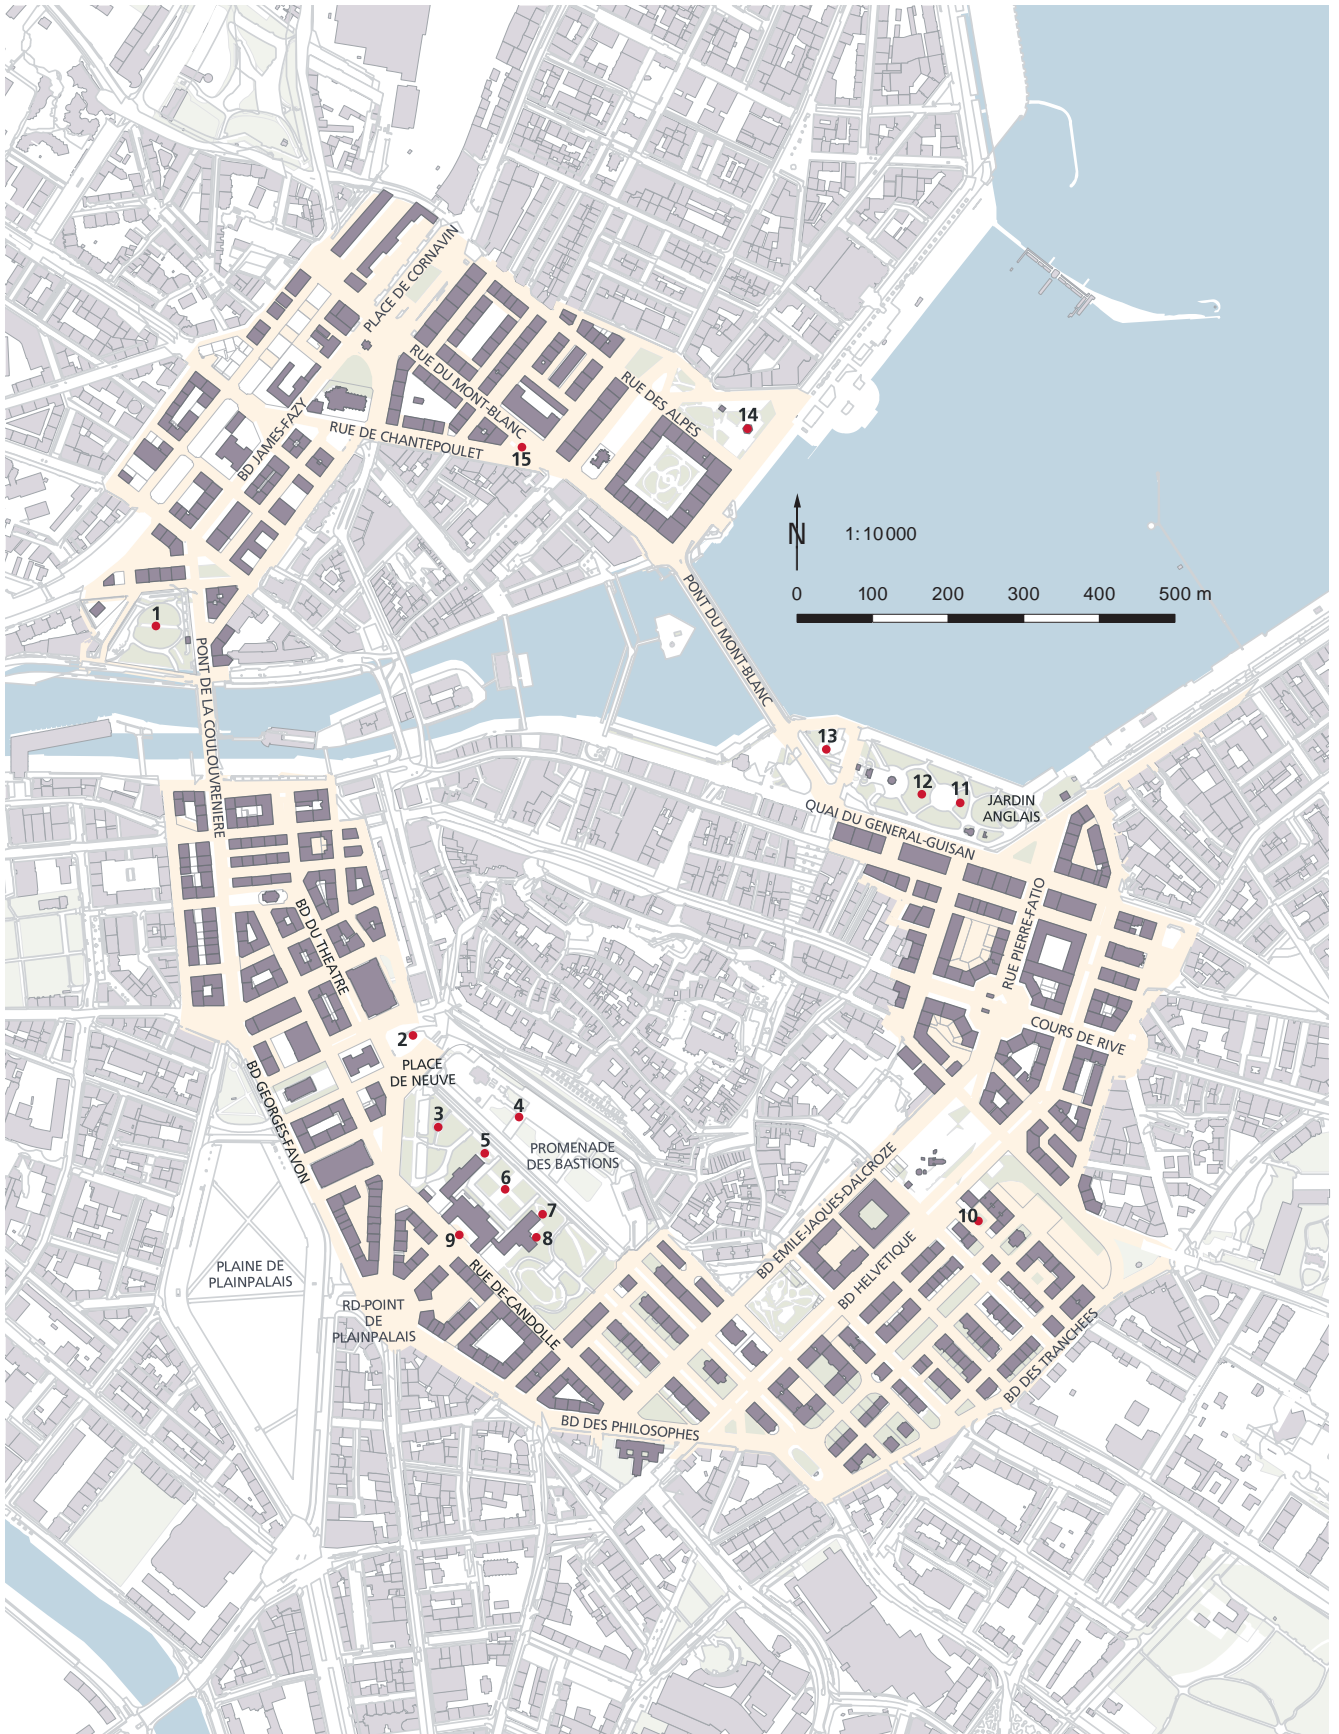 PLACE DE CORNAVIN
RUE DU MONT-BLANC
RUE DES ALPES
14
BD JAMES-FAZY
RUE DE CHANTEPOULET
15
N
1: 10 000
0
100
200
300
400
500 m
1
PONT DU MONT-BLANC
PONT DE LA COULOUVRENIERE
13
12
11
JARDIN
ANGLAIS
QUAI DU GENERAL-GUISAN
BD DU THEATRE
RUE PIERRE-FATIO
2
PLACE
DE NEUVE
COURS DE RIVE
BD GEORGES-FAVON
3
4
5
PROMENADE
DES BASTIONS
6
7
8
9
BD EMILE-JAQUES-DALCROZE
10
BD HELVETIQUE
PLAINE DE
PLAINPALAIS
RUE DE-CANDOLLE
RD-POINT
DE
PLAINPALAIS
BD DES TRANCHEES
BD DES PHILOSOPHES